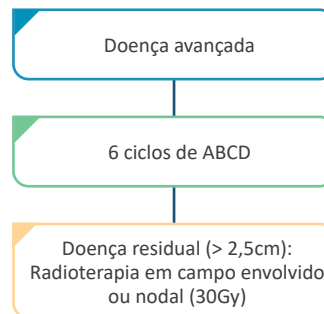 Doença avançada
6 ciclos de ABCD
Doença residual (> 2,5cm):
Radioterapia em campo envolvido
ou nodal (30Gy)